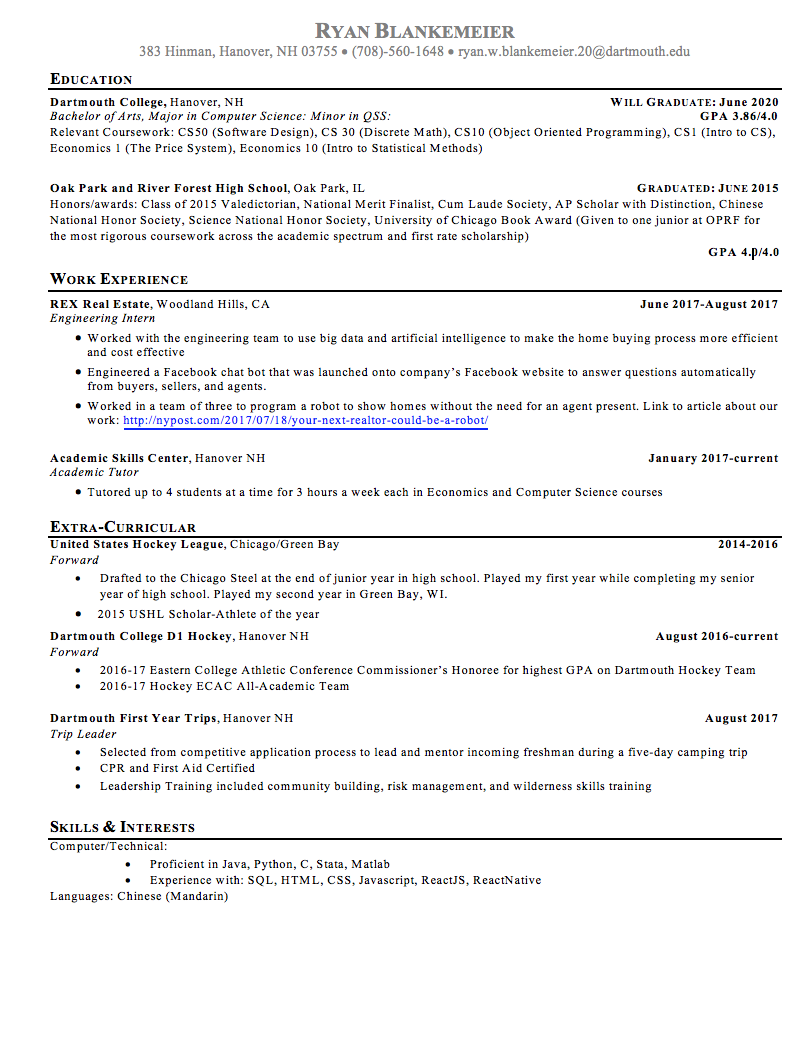 RYAN BLANKEMEIER
383 Hinman, Hanover, NH 03755 • (708)-560-1648 • ryan.w.blankemeier.20@dartmouth.edu
EDUCATION
Dartmouth College, Hanover, NH WILL GRADUATE: June 2020
Bachelor of Arts, Major in Computer Science: Minor in QSS: GPA 3.86/4.0
Relevant Coursework: CS50 (Software Design), CS 30 (Discrete Math), CS10 (Object Oriented Programming), CS1 (Intro to CS),
Economics 1 (The Price System), Economics 10 (Intro to Statistical Methods)
Oak Park and River Forest High School, Oak Park, IL GRADUATED: JUNE 2015
Honors/awards: Class of 2015 Valedictorian, National Merit Finalist, Cum Laude Society, AP Scholar with Distinction, Chinese
National Honor Society, Science National Honor Society, University of Chicago Book Award (Given to one junior at OPRF for
the most rigorous coursework across the academic spectrum and first rate scholarship)
GPA 4.0/4.0
WORK EXPERIENCE
REX Real Estate, Woodland Hills, CA June 2017-August 2017
Engineering Intern
• Worked with the engineering team to use big data and artificial intelligence to make the home buying process more efficient
and cost effective
• Engineered a Facebook chat bot that was launched onto company's Facebook website to answer questions automatically
from buyers, sellers, and agents.
• Worked in a team of three to program a robot to show homes without the need for an agent present. Link to article about our
work: http://nypost.com/2017/07/18/your-next-realtor-could-be-a-robot/
Academic Skills Center, Hanover NH January 2017-current
Academic Tutor
• Tutored up to 4 students at a time for 3 hours a week each in Economics and Computer Science courses
EXTRA-CURRICULAR
United States Hockey League, Chicago/Green Bay 2014-2016
Forward
• Drafted to the Chicago Steel at the end of junior year in high school. Played my first year while completing my senior
year of high school. Played my second year in Green Bay, WI.
• 2015 USHL Scholar-Athlete of the year
Dartmouth College D1 Hockey, Hanover NH August 2016-current
Forward
• 2016-17 Eastern College Athletic Conference Commissioner's Honoree for highest GPA on Dartmouth Hockey Team
• 2016-17 Hockey ECAC All-Academic Team
Dartmouth First Year Trips, Hanover NH August 2017
Trip Leader
• Selected from competitive application process to lead and mentor incoming freshman during a five-day camping trip
• CPR and First Aid Certified
• Leadership Training included community building, risk management, and wilderness skills training
SKILLS & INTERESTS
Computer/Technical:
• Proficient in Java, Python, C, Stata, Matlab
• Experience with: SQL, HTML, CSS, Javascript, ReactJS, ReactNative
Languages: Chinese (Mandarin)